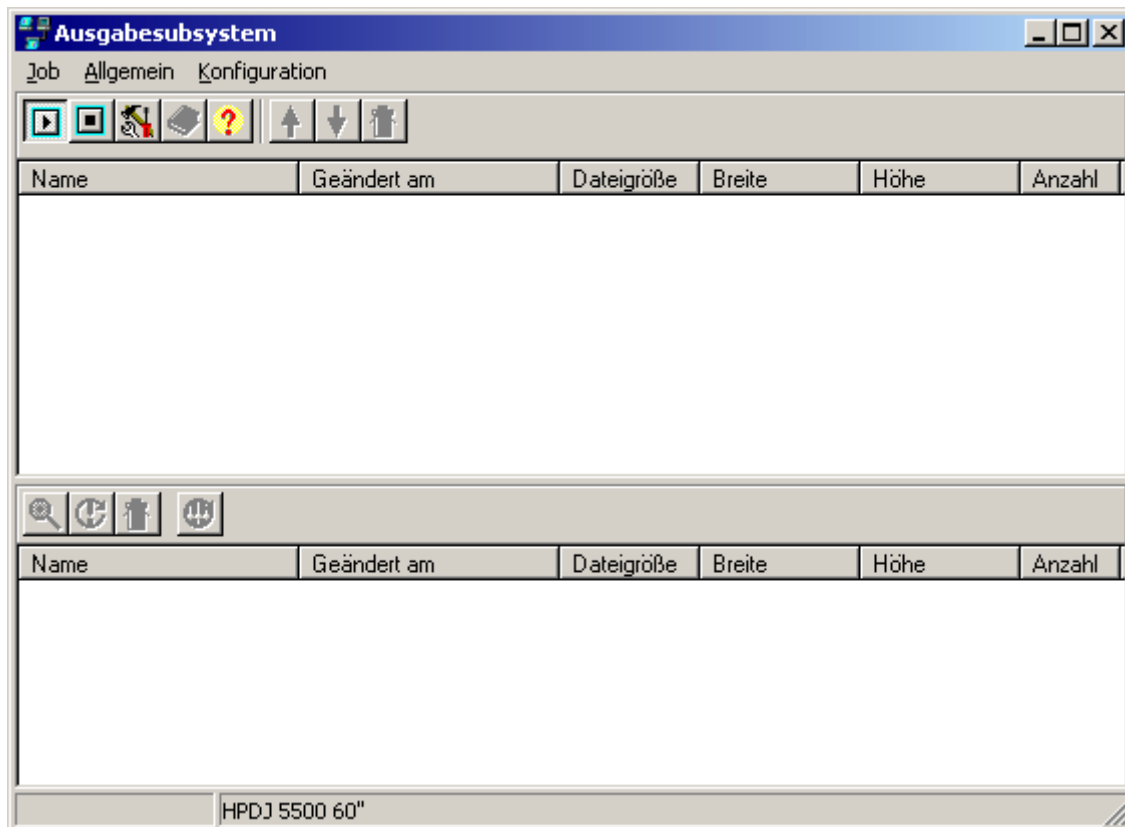 Ausgabesubsystem
Job Allgemein Konfiguration
Name Geändert am Dateigröße Breite Höhe Anzahl
Name Geändert am Dateigröße Breite Höhe Anzahl
HPDJ 5500 60"